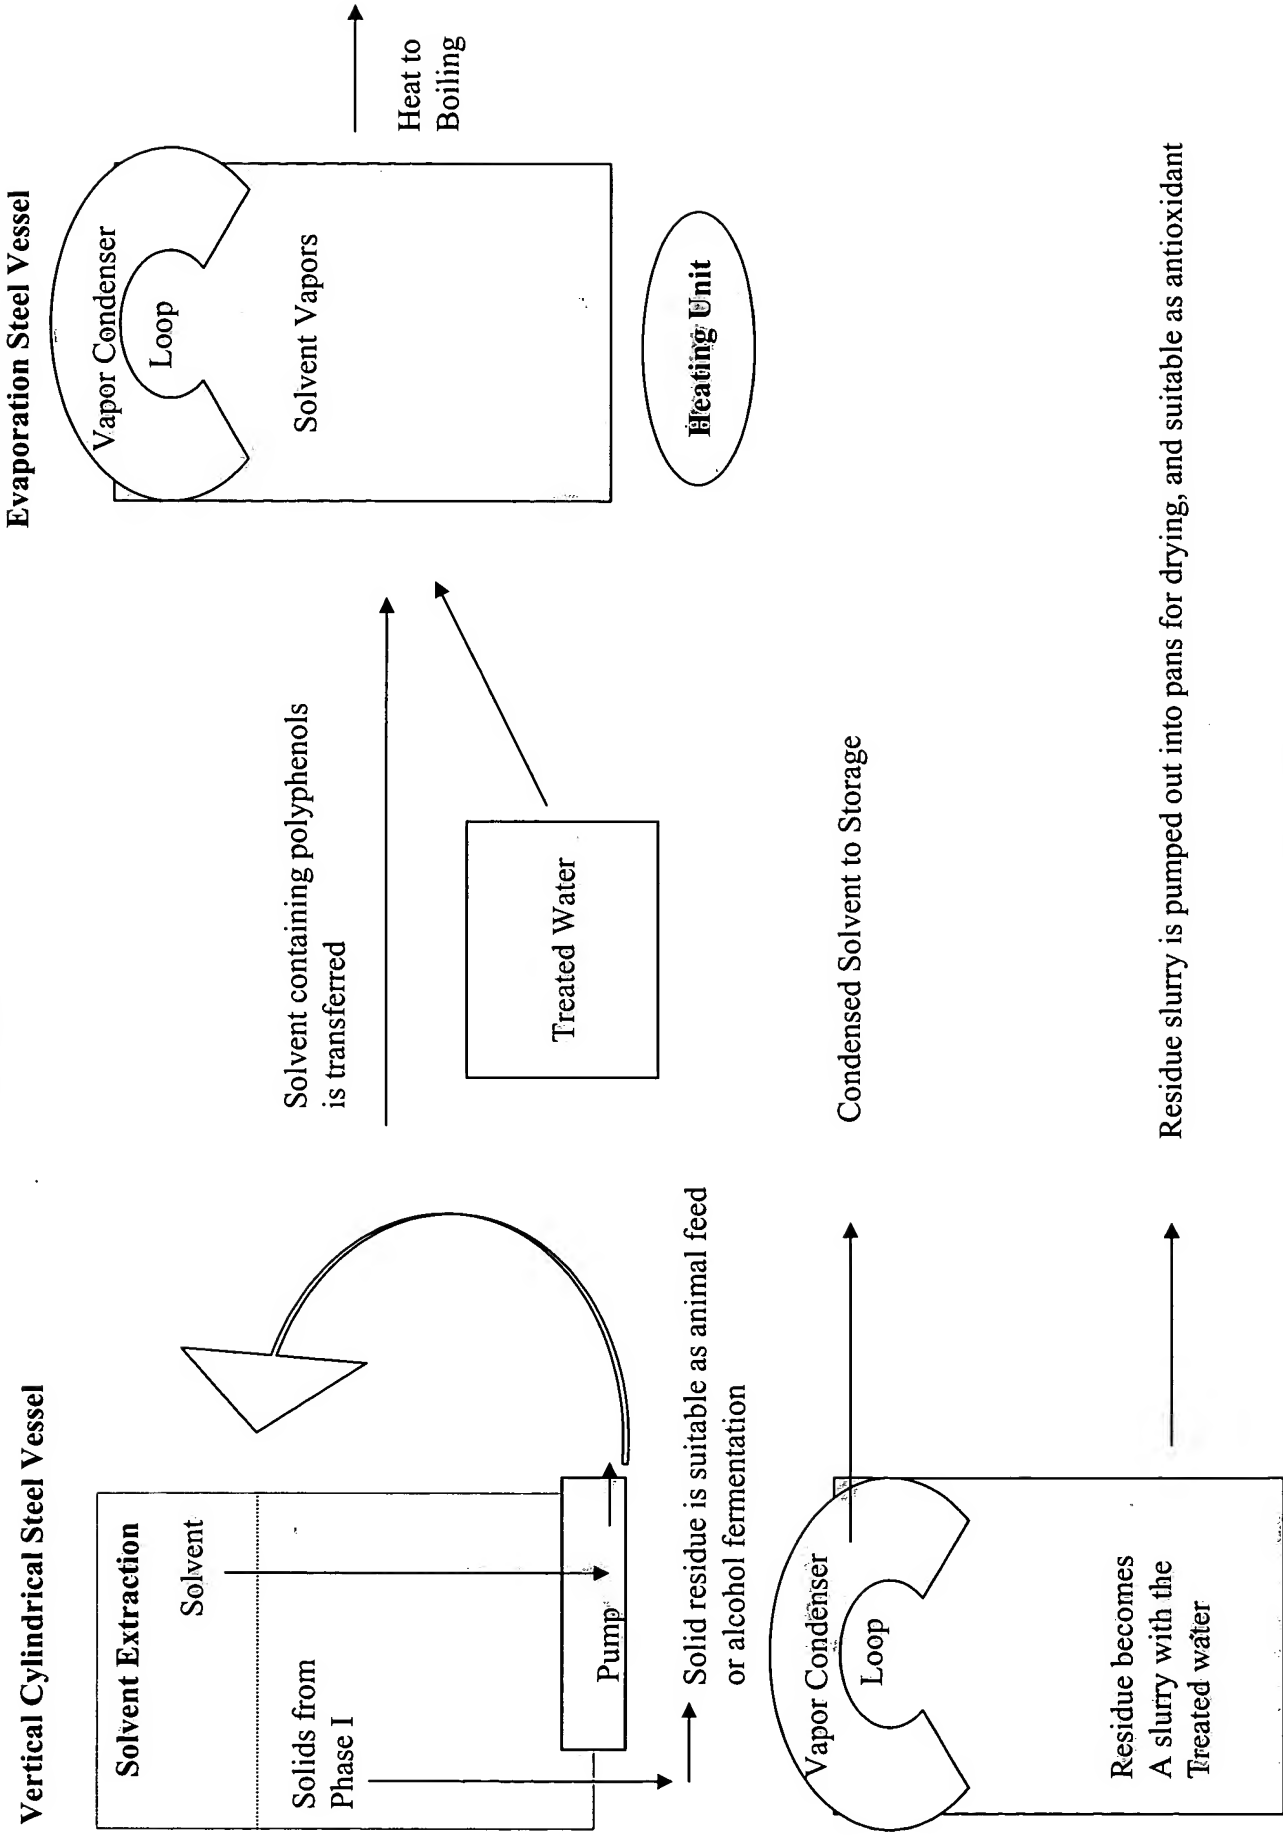 Vertical Cylindrical Steel Vessel
Solvent Extraction
Solvent
Solids from
Phase I
Pump
Solid residue is suitable as animal feed
or alcohol fermentation
Solvent containing polyphenols
is transferred
Treated Water
Evaporation Steel Vessel
Vapor Condenser
Loop
Solvent Vapors
Heating Unit
Heat to
Boiling
Vapor Condenser
Loop
Residue becomes
A slurry with the
Treated water
Condensed Solvent to Storage
Residue slurry is pumped out into pans for drying, and suitable as antioxidant